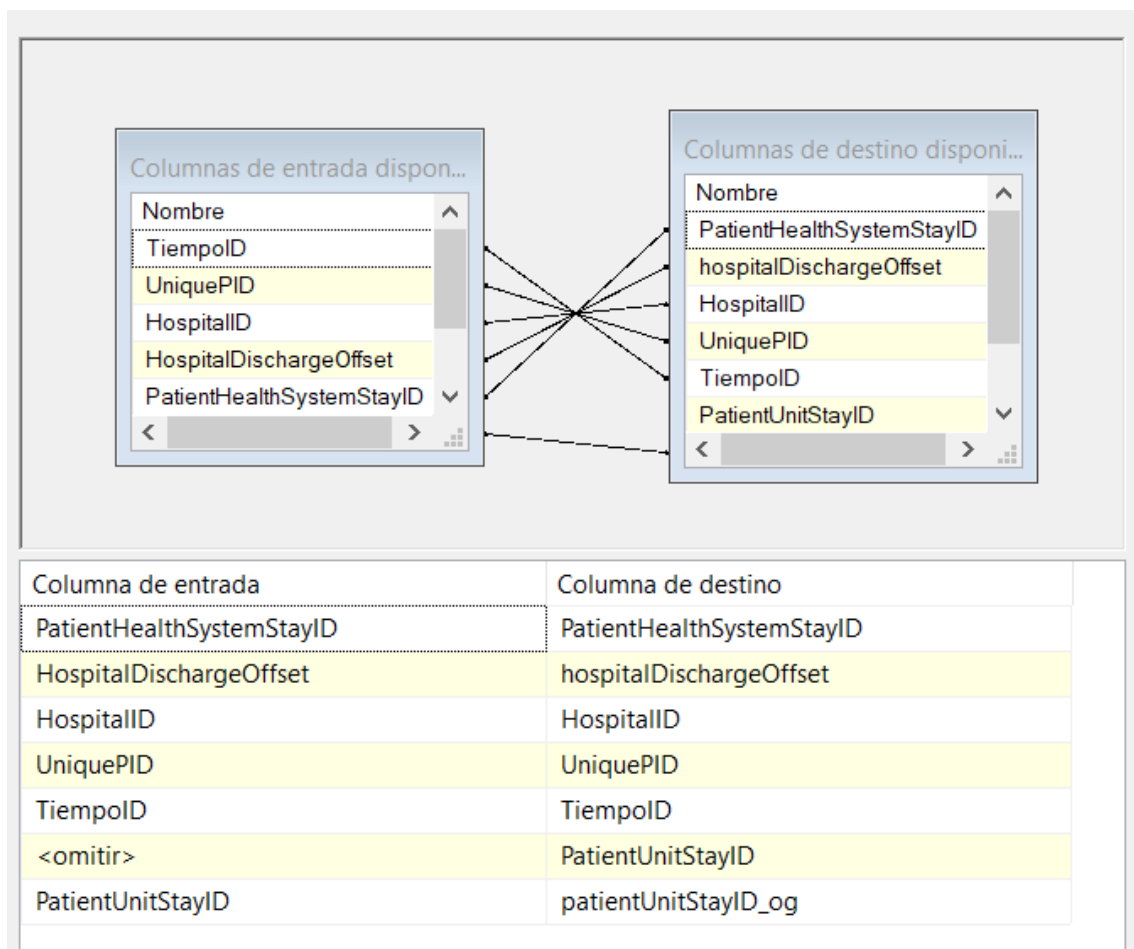 Columnas de entrada dispon...
Nombre
TiempoID
UniquePID
HospitalID
HospitalDischargeOffset
PatientHealthSystemStayID
Columnas de destino disponi...
Nombre
PatientHealthSystemStayID
hospitalDischargeOffset
HospitalID
UniquePID
TiempoID
PatientUnitStayID
Columna de entrada Columna de destino
PatientHealthSystemStayID PatientHealthSystemStayID
HospitalDischargeOffset hospitalDischargeOffset
HospitalID HospitalID
UniquePID UniquePID
TiempoID TiempoID
<omitir> PatientUnitStayID
PatientUnitStayID patientUnitStayID_og